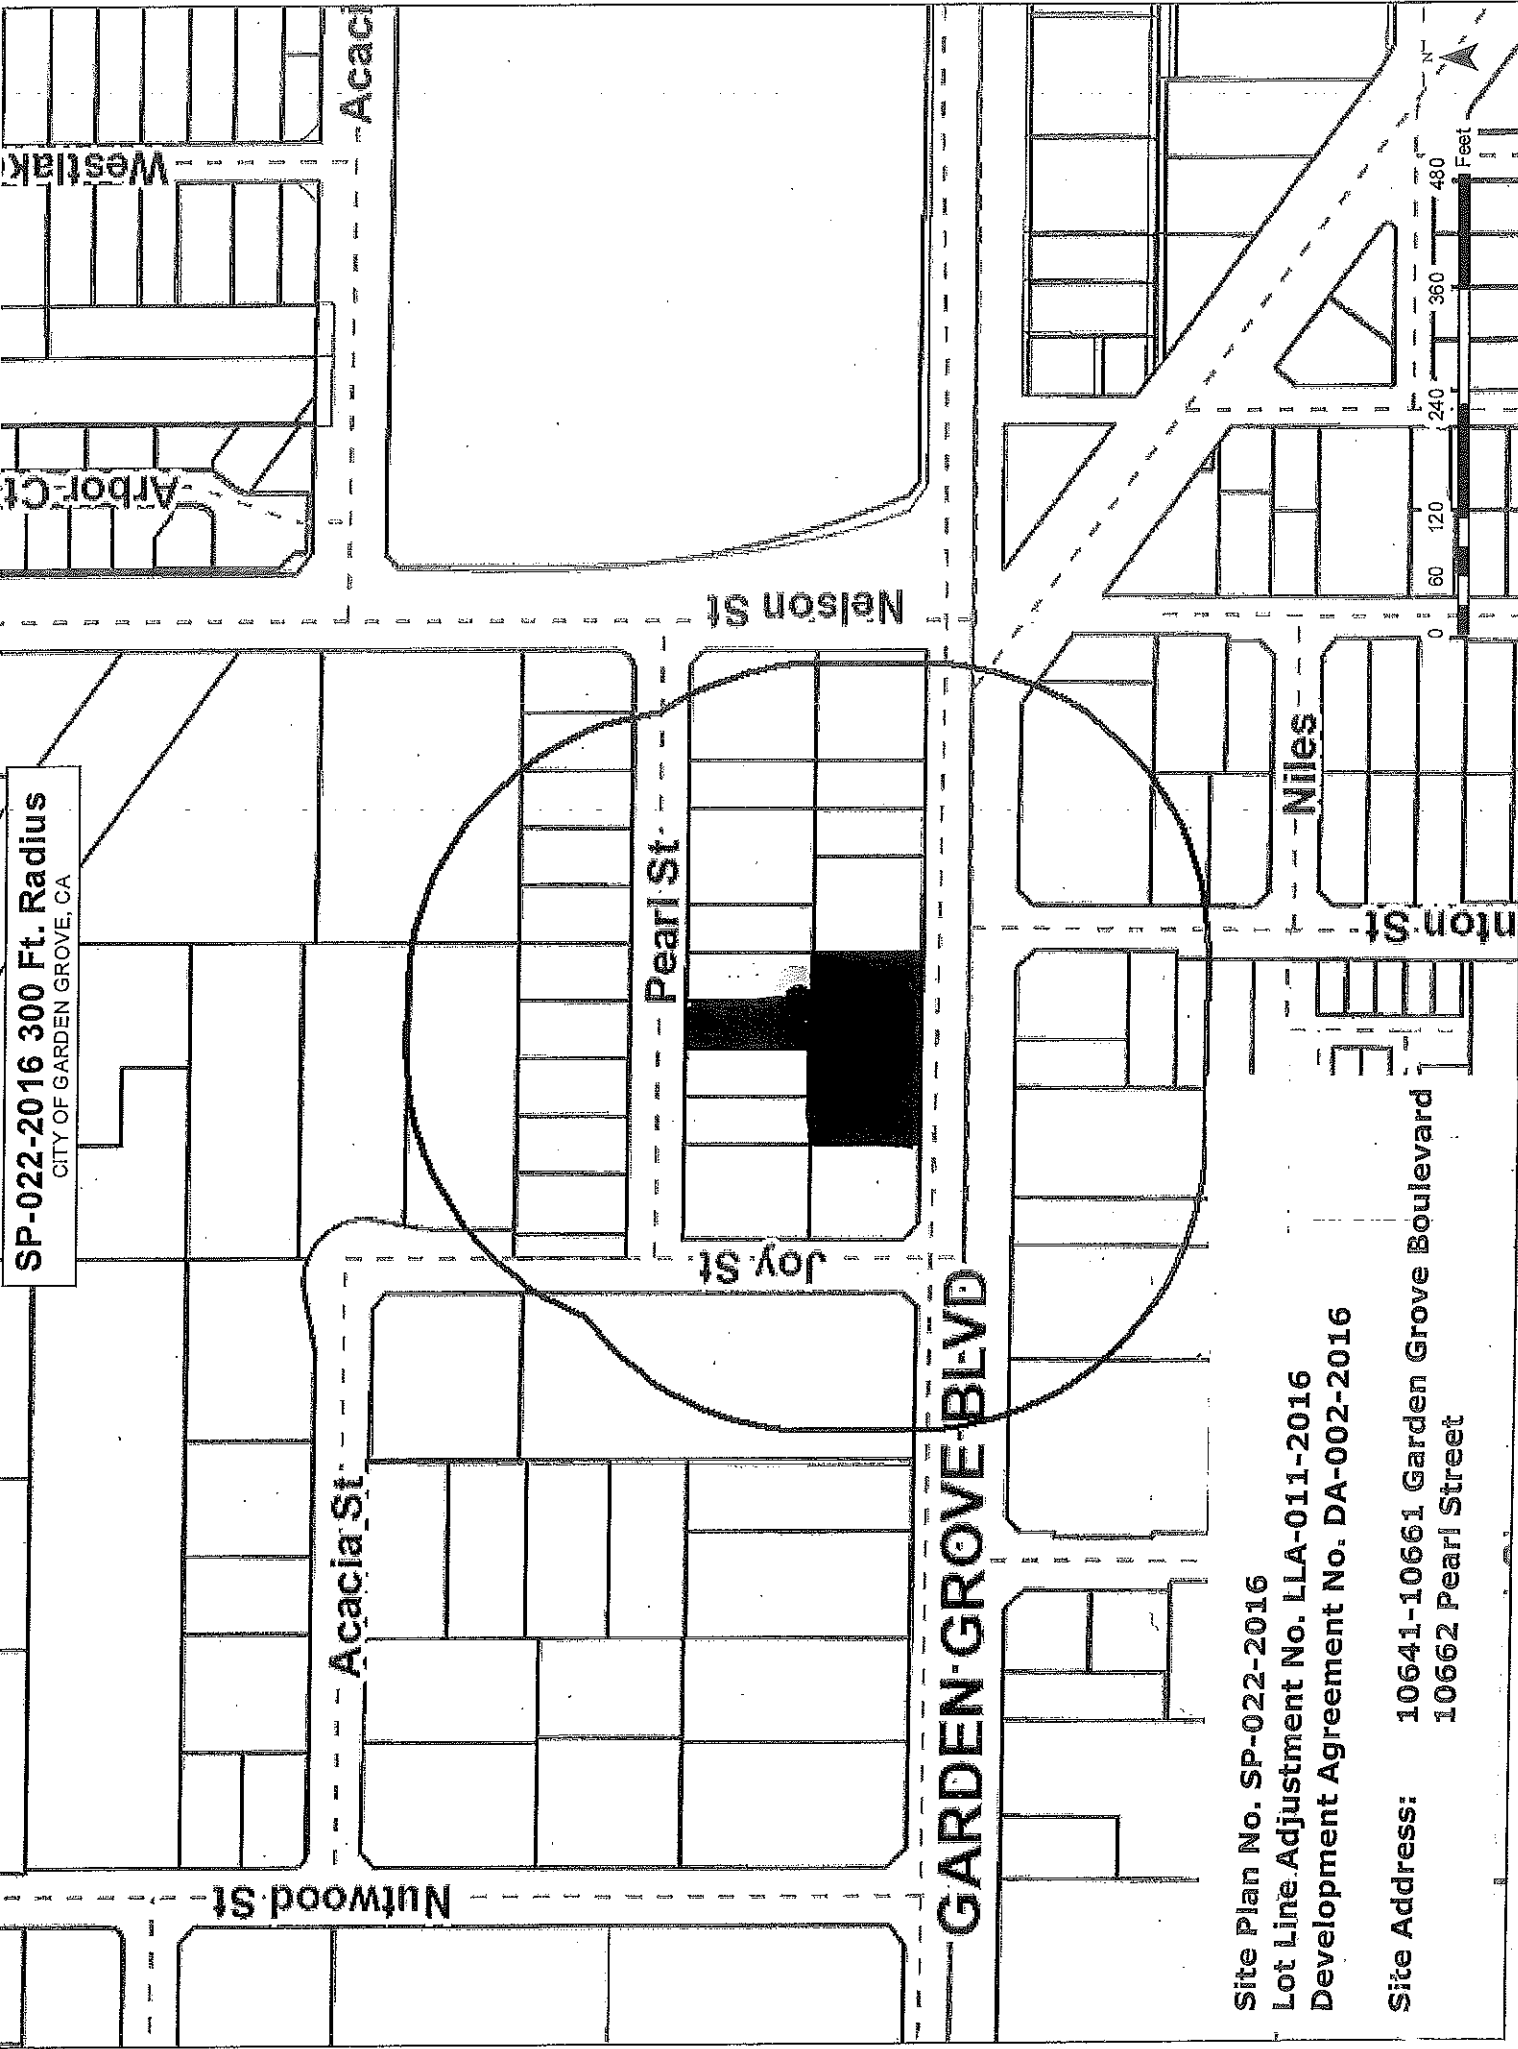 SP-022-2016 300 Ft. Radius
CITY OF GARDEN GROVE, CA
Acaci
Westlak
Arbor Ct
Nelson St
Pearl St
Joy St
Acacia St
Nutwood St
GARDEN GROVE BLVD
Niles
nton St
N
0 60 120 240 360 480
Feet
Site Plan No. SP-022-2016
Lot Line Adjustment No. LLA-011-2016
Development Agreement No. DA-002-2016
Site Address: 10641-10661 Garden Grove Boulevard
10662 Pearl Street